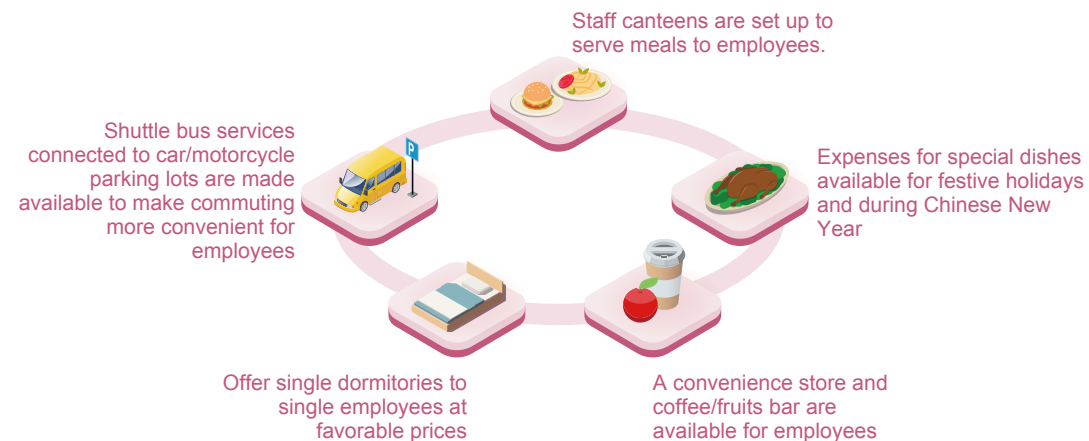 Staff canteens are set up to
serve meals to employees.
Shuttle bus services
connected to car/motorcycle
parking lots are made
available to make commuting
more convenient for
employees
P
Expenses for special dishes
available for festive holidays
and during Chinese New
Year
Offer single dormitories to
single employees at
favorable prices
A convenience store and
coffee/fruits bar are
available for employees